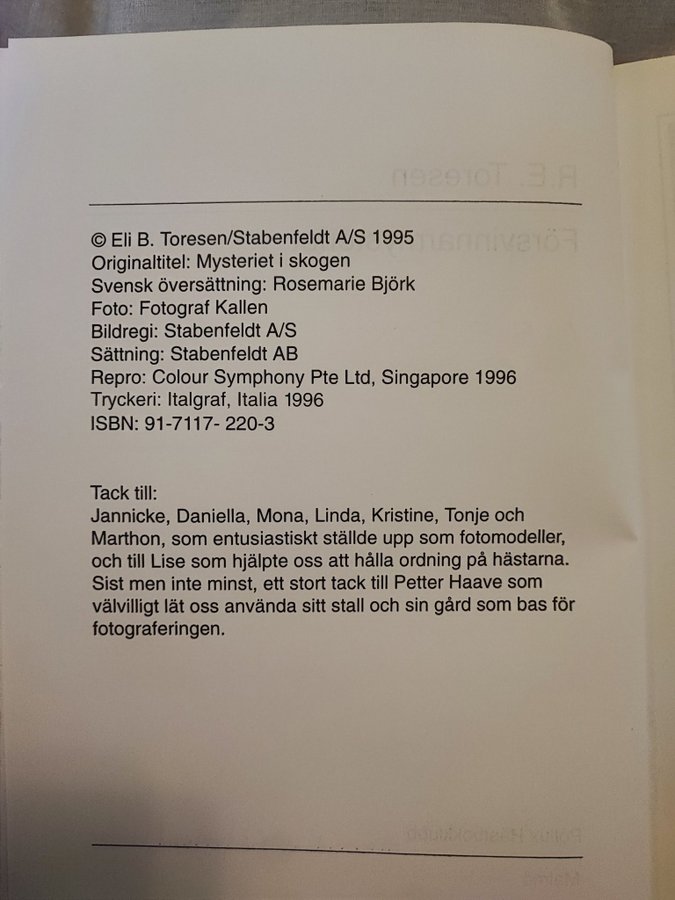 © Eli B. Toresen/Stabenfeldt A/S 1995
Originaltitel: Mysteriet i skogen
Svensk översättning: Rosemarie Björk
Foto: Fotograf Kallen
Bildregi: Stabenfeldt A/S
Sättning: Stabenfeldt AB
Repro: Colour Symphony Pte Ltd, Singapore 1996
Tryckeri: Italgraf, Italia 1996
ISBN: 91-7117- 220-3
Tack till:
Jannicke, Daniella, Mona, Linda, Kristine, Tonje och
Marthon, som entusiastiskt ställde upp som fotomodeller,
och till Lise som hjälpte oss att hålla ordning på hästarna.
Sist men inte minst, ett stort tack till Petter Haave som
välvilligt lät oss använda sitt stall och sin gård som bas för
fotograferingen.